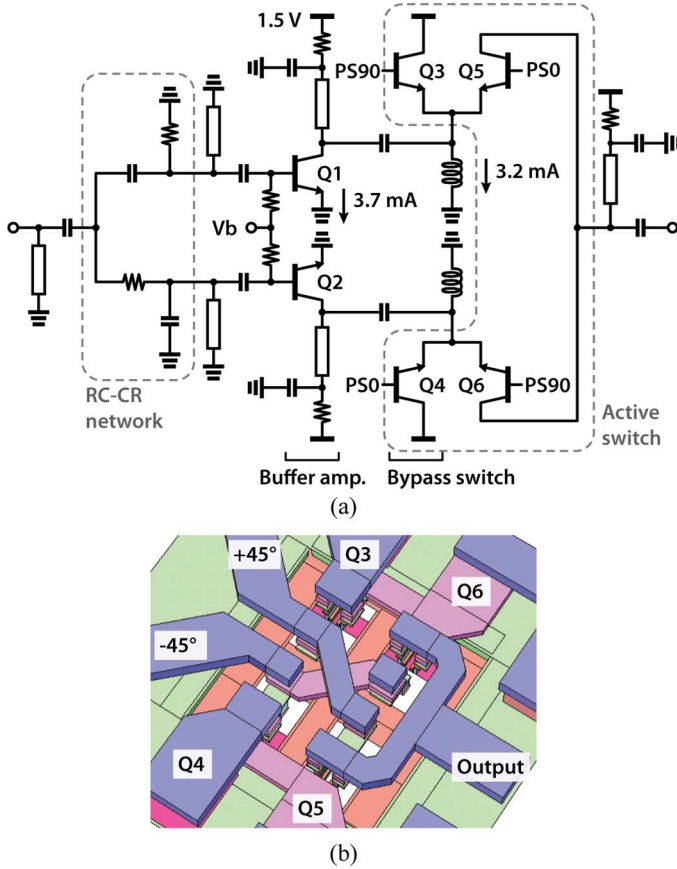 1.5 V
PS90
Q3
Q5
PS0
Q1
3.7 mA
3.2 mA
Vb
Q2
RC-CR
network
PS0
Q4
Q6
PS90
Active
switch
Buffer amp.
Bypass switch
(a)
+45°
Q3
Q6
-45°
Q4
Output
Q5
(b)